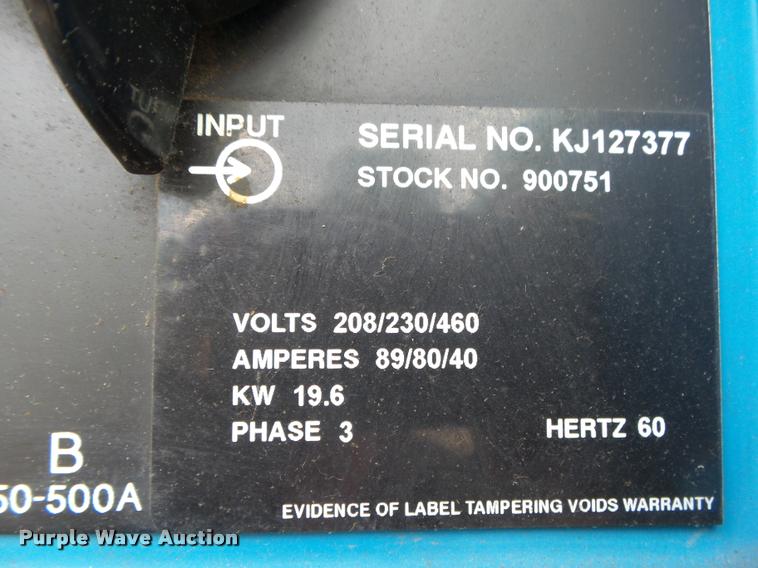 INPUT
SERIAL NO. KJ127377
STOCK NO. 900751
VOLTS 208/230/460
AMPERES 89/80/40
KW 19.6
PHASE 3
HERTZ 60
B
50-500A
EVIDENCE OF LABEL TAMPERING VOIDS WARRANTY
Purple Wave Auction